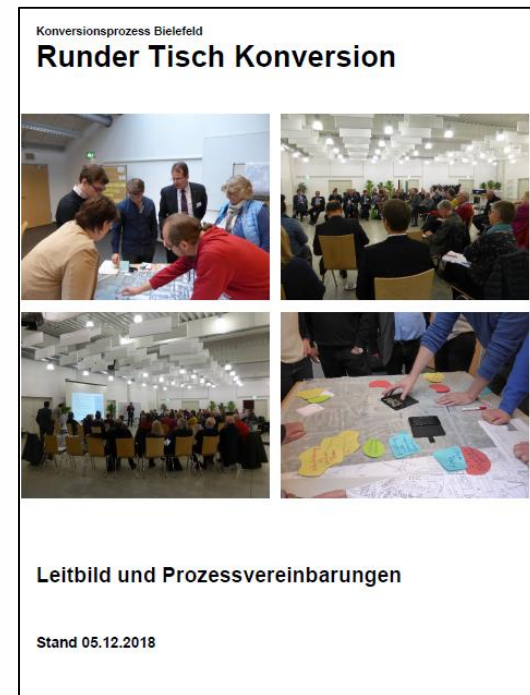 Konversionsprozess Bielefeld
Runder Tisch Konversion
Leitbild und Prozessvereinbarungen
Stand 05.12.2018